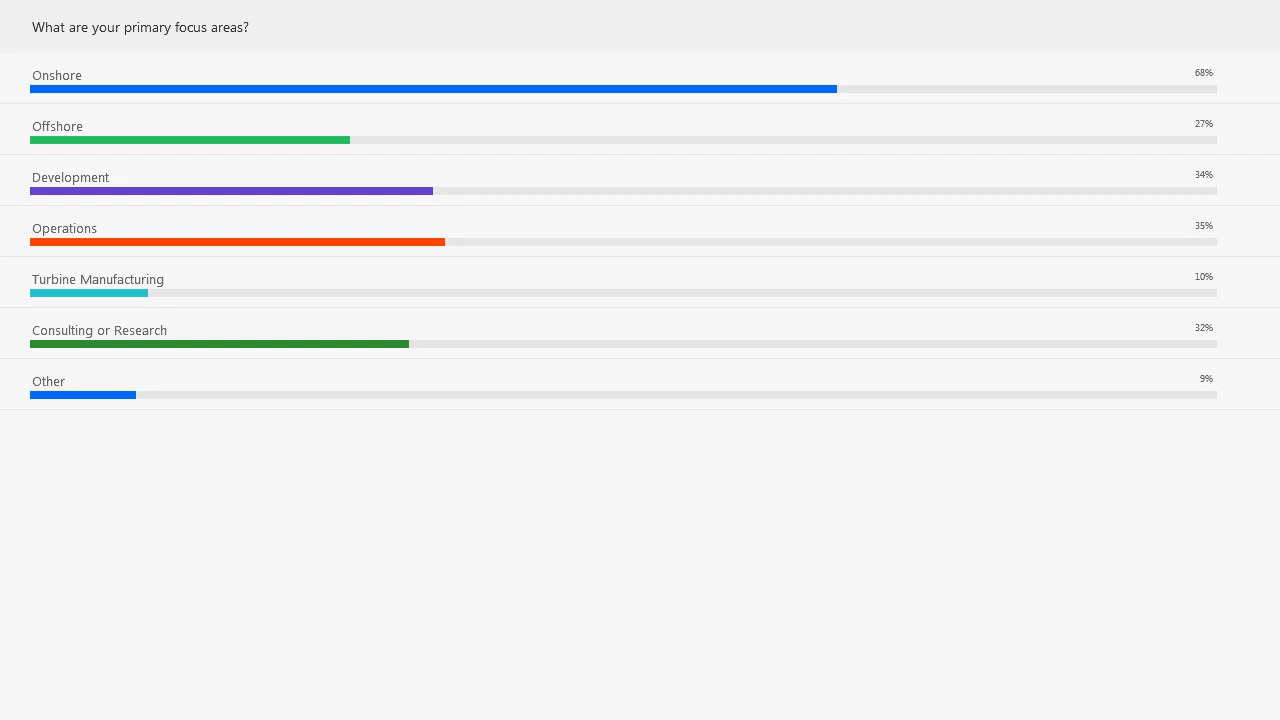 What are your primary focus areas?
Onshore 68%
Offshore 27%
Development 34%
Operations 35%
Turbine Manufacturing 10%
Consulting or Research 32%
Other 9%